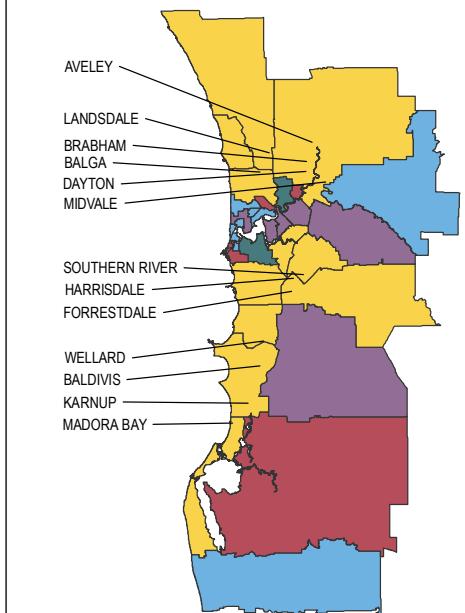 AVELEY
LANDSDALE
BRABHAM
BALGA
DAYTON
MIDVALE
SOUTHERN RIVER
HARRISDALE
FORRESTDALE
WELLARD
BALDIVIS
KARNUP
MADORA BAY